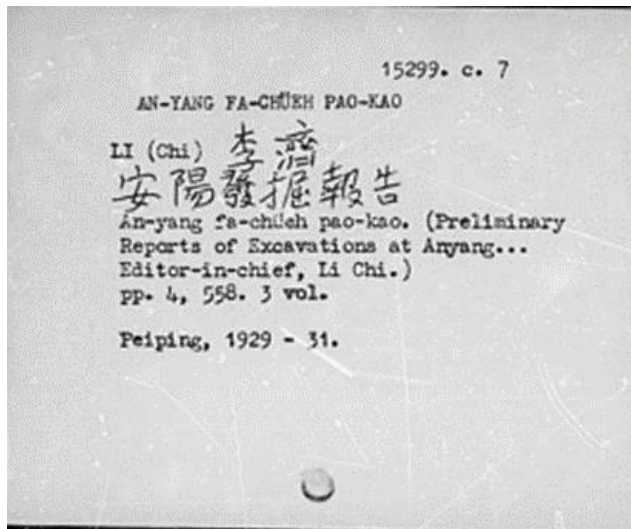 15299. c. 7
AN-YANG FA-CHÜEH PAO-KAO
LI (Chi) 李濟
安陽發掘報告
An-yang fa-chüeh pao-kao. (Preliminary
Reports of Excavations at Anyang...
Editor-in-chief, Li Chi.)
pp. 4, 558. 3 vol.
Peiping, 1929 - 31.